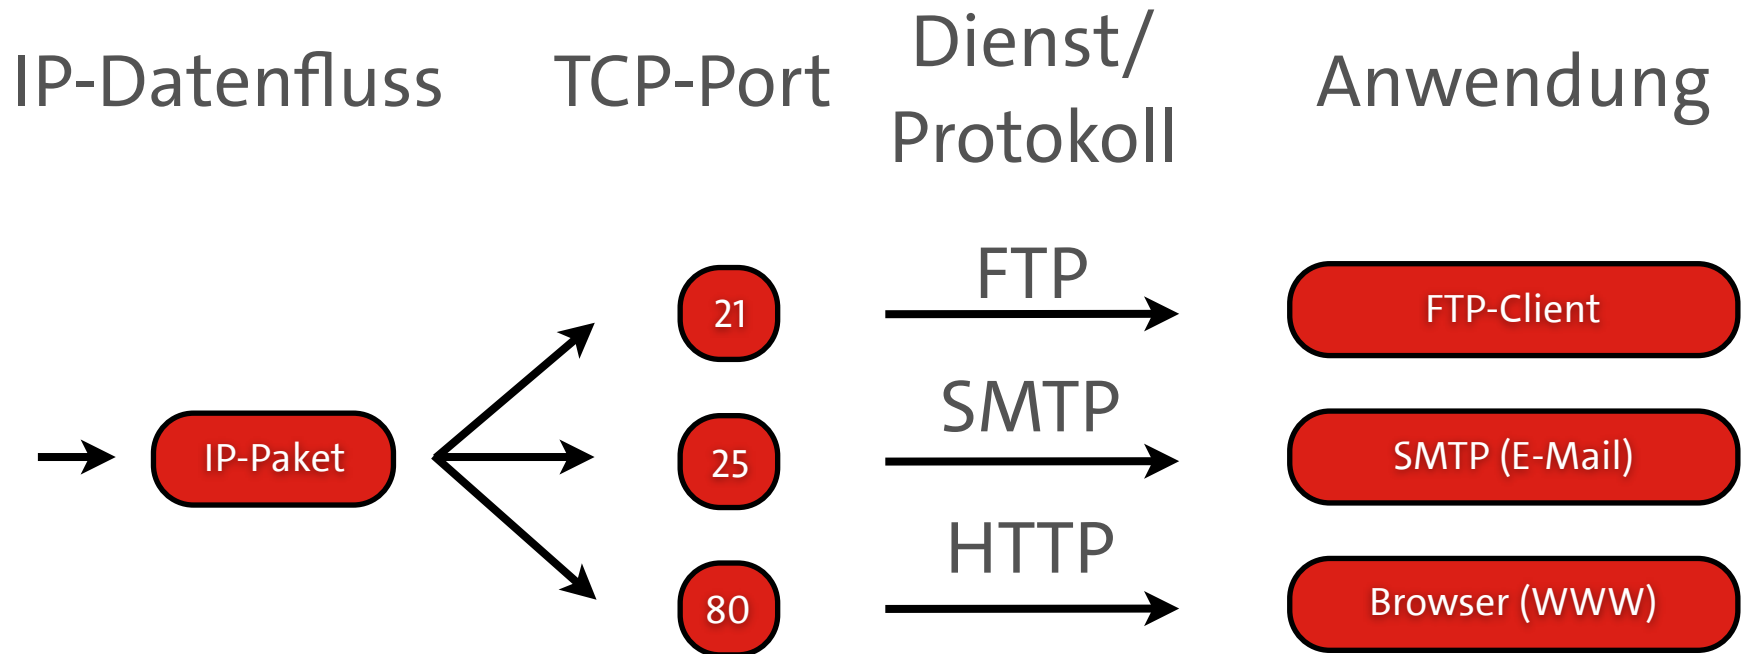 IP-Datenfluss
TCP-Port
Dienst/
Protokoll
Anwendung
FTP
21
FTP-Client
SMTP
IP-Paket
25
SMTP (E-Mail)
HTTP
80
Browser (WWW)